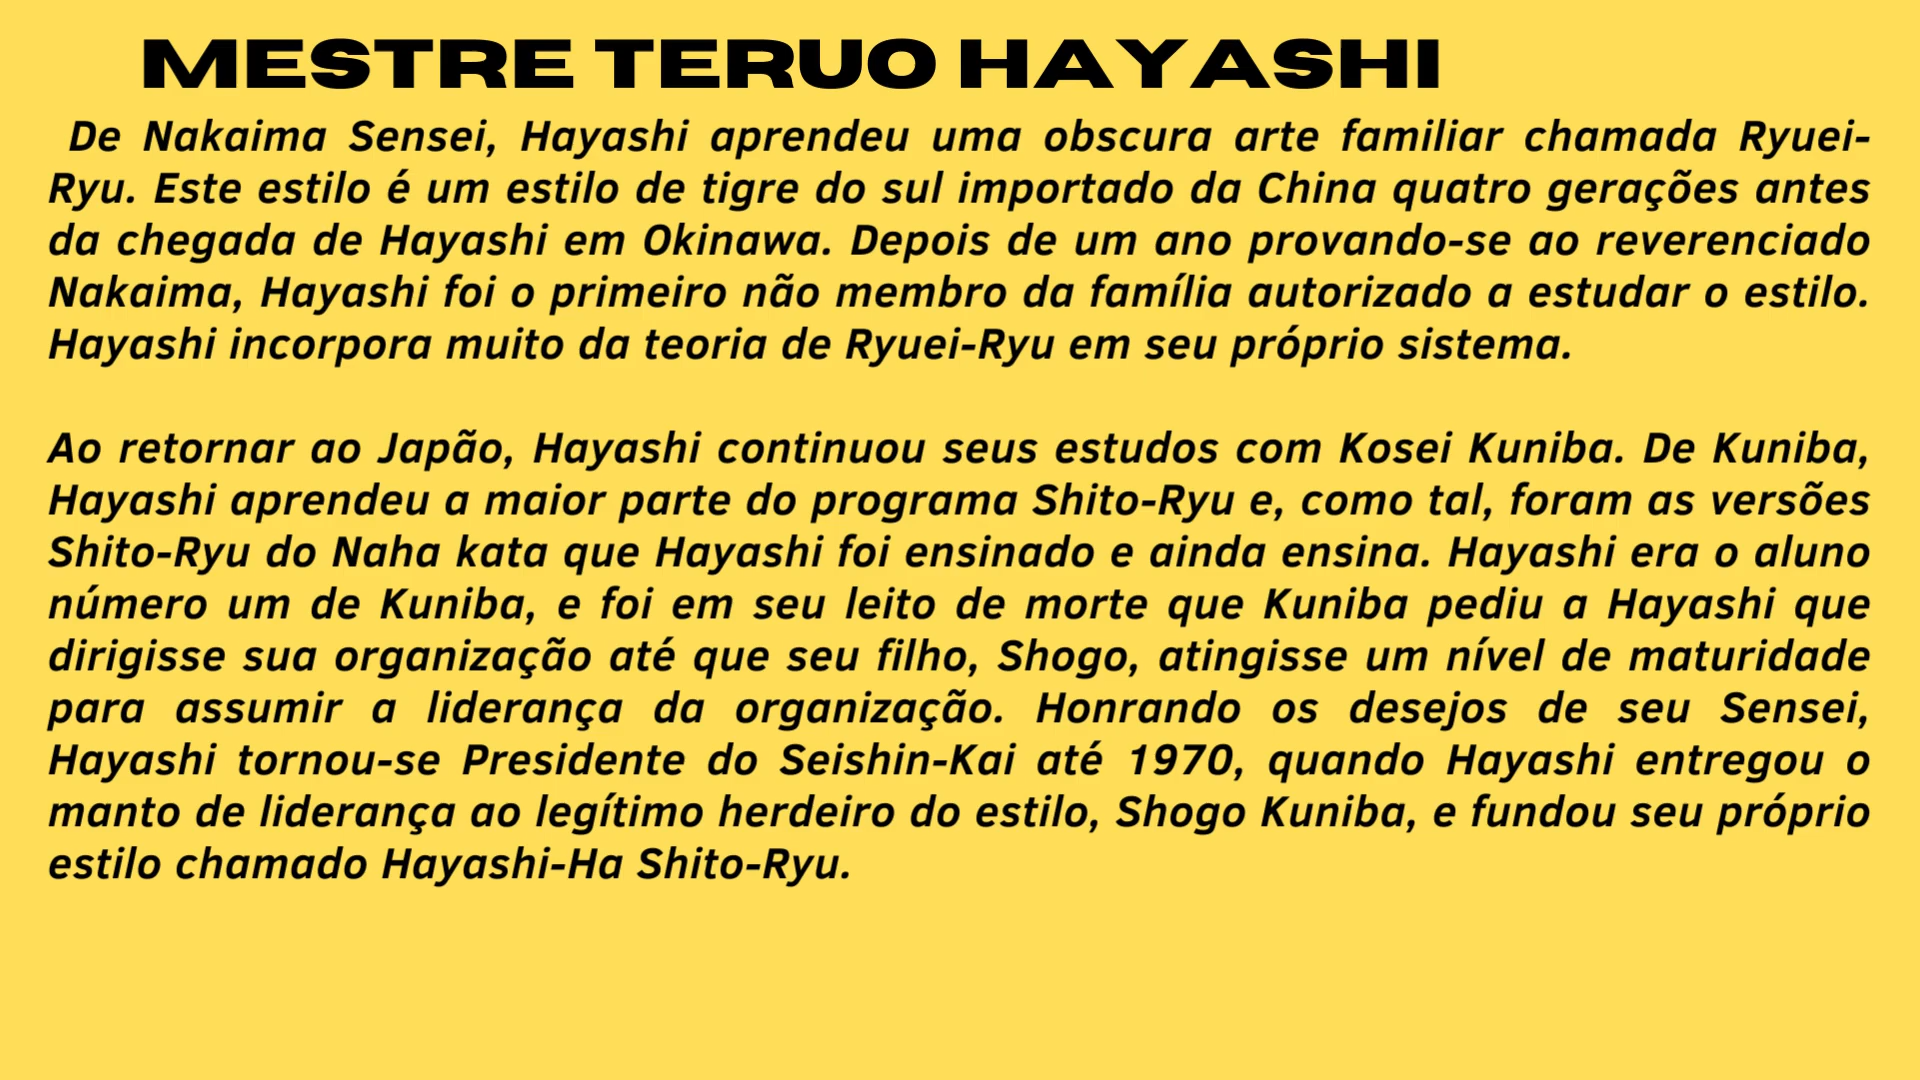 MESTRE TERUO HAYASHI
De Nakaima Sensei, Hayashi aprendeu uma obscura arte familiar chamada Ryuei-
Ryu. Este estilo é um estilo de tigre do sul importado da China quatro gerações antes
da chegada de Hayashi em Okinawa. Depois de um ano provando-se ao reverenciado
Nakaima, Hayashi foi o primeiro não membro da família autorizado a estudar o estilo.
Hayashi incorpora muito da teoria de Ryuei-Ryu em seu próprio sistema.
Ao retornar ao Japão, Hayashi continuou seus estudos com Kosei Kuniba. De Kuniba,
Hayashi aprendeu a maior parte do programa Shito-Ryu e, como tal, foram as versões
Shito-Ryu do Naha kata que Hayashi foi ensinado e ainda ensina. Hayashi era o aluno
número um de Kuniba, e foi em seu leito de morte que Kuniba pediu a Hayashi que
dirigisse sua organização até que seu filho, Shogo, atingisse um nível de maturidade
para assumir a liderança da organização. Honrando os desejos de seu Sensei,
Hayashi tornou-se Presidente do Seishin-Kai até 1970, quando Hayashi entregou o
manto de liderança ao legítimo herdeiro do estilo, Shogo Kuniba, e fundou seu próprio
estilo chamado Hayashi-Ha Shito-Ryu.